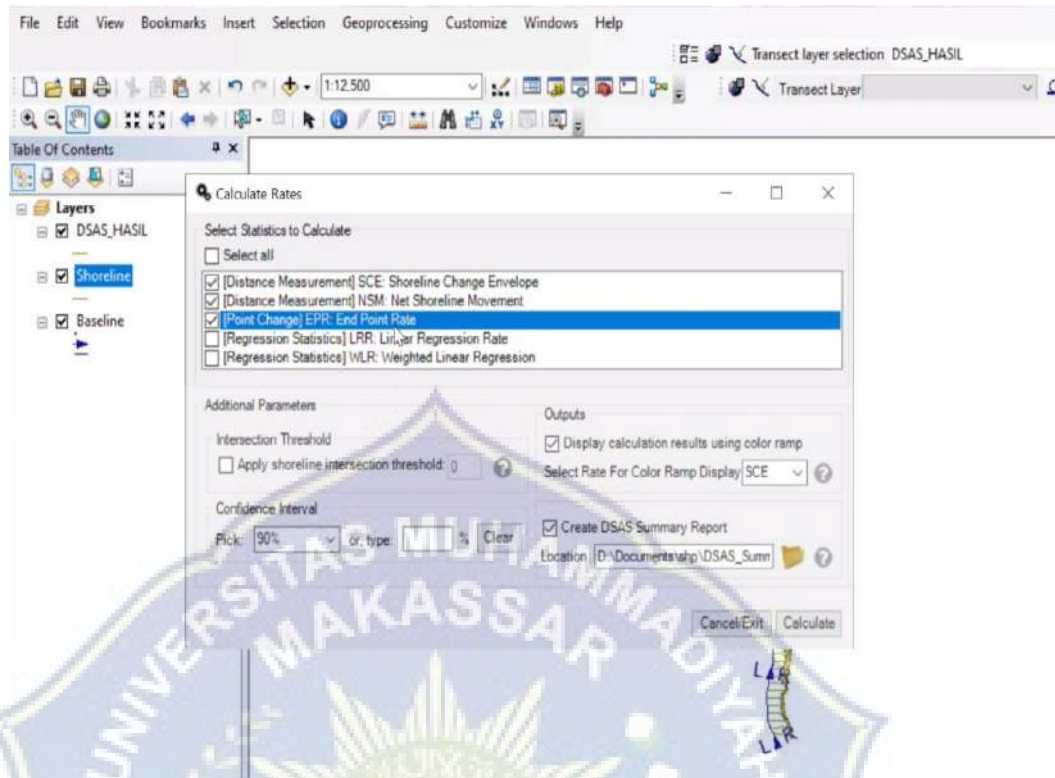 File Edit View Bookmarks Insert Selection Geoprocessing Customize Windows Help
Transect layer selection DSAS_HASIL
1:12.500
Transect Layer
Table Of Contents
Layers
DSAS_HASIL
Shoreline
Baseline
Calculate Rates
Select Statistics to Calculate
Select all
[Distance Measurement] SCE: Shoreline Change Envelope
[Distance Measurement] NSM: Net Shoreline Movement
[Point Change] EPR: End Point Rate
[Regression Statistics] LRR: Linear Regression Rate
[Regression Statistics] WLR: Weighted Linear Regression
Additional Parameters
Intersection Threshold
Apply shoreline intersection threshold: 0
Confidence Interval
Pick: 90% or, type: % Clear
Outputs
Display calculation results using color ramp
Select Rate For Color Ramp Display SCE
Create DSAS Summary Report
Location D:\Documents\shp\DSAS_Summ
Cancel/Exit Calculate
L R
L R
UNIVERSITAS MUHAMMADIYAH
MAKASSAR